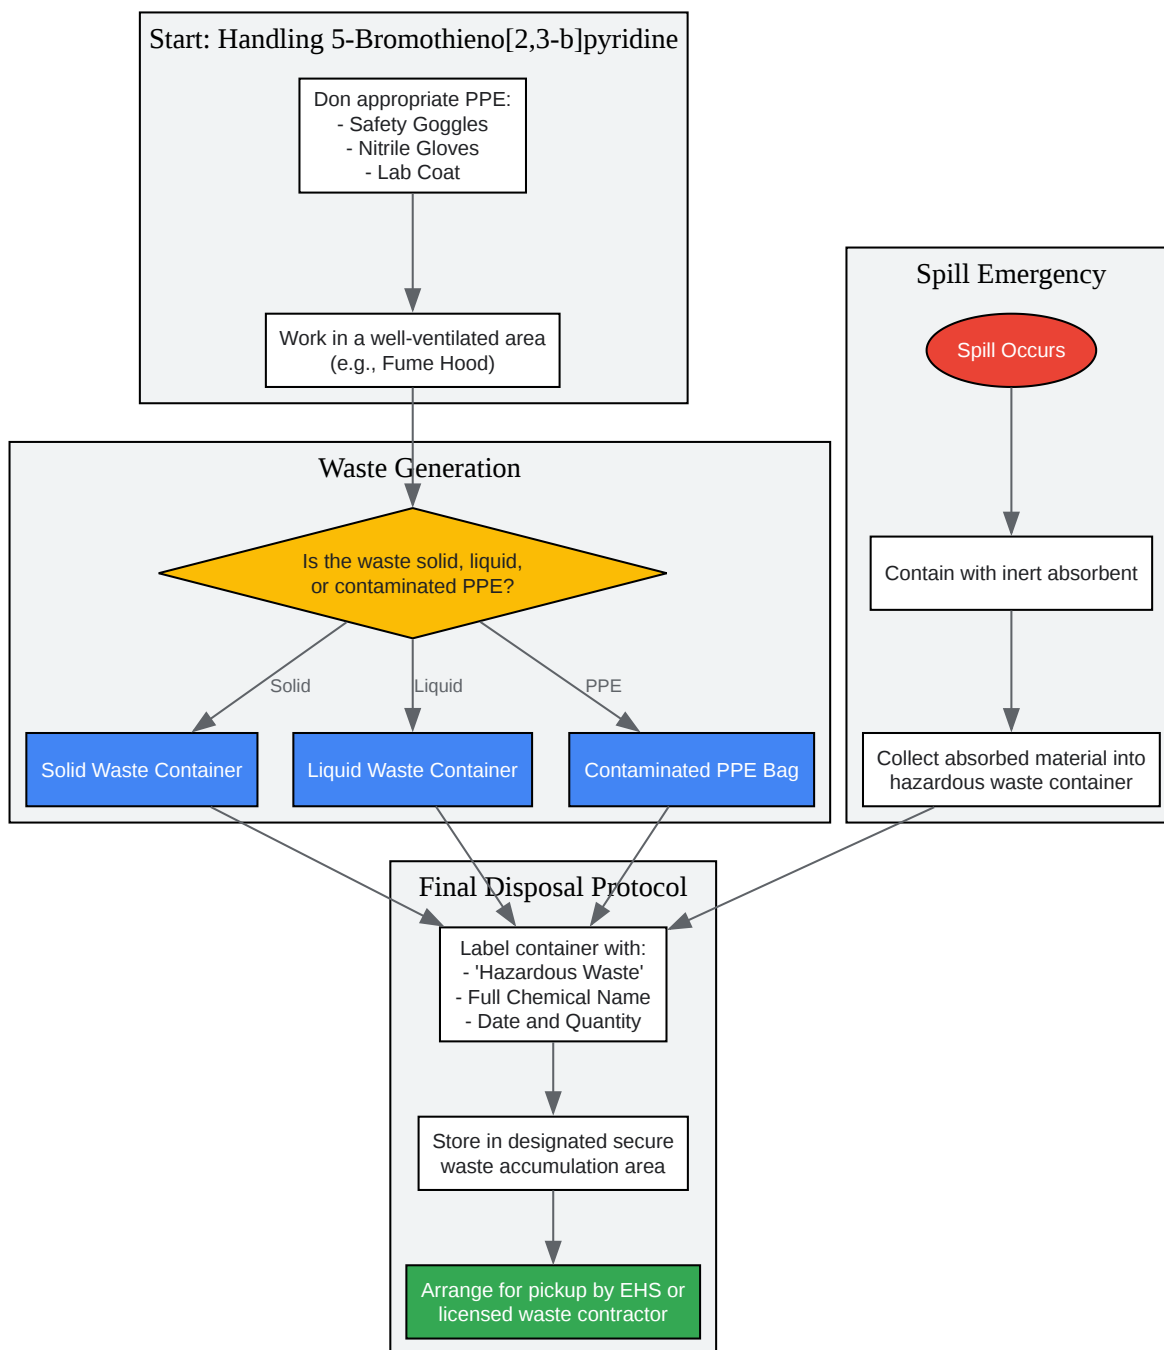 Start: Handling 5-Bromothieno[2,3-b]pyridine
Don appropriate PPE:
- Safety Goggles
- Nitrile Gloves
- Lab Coat
Work in a well-ventilated area
(e.g., Fume Hood)
Waste Generation
Is the waste solid, liquid,
or contaminated PPE?
Solid
Liquid
PPE
Solid Waste Container
Liquid Waste Container
Contaminated PPE Bag
Spill Emergency
Spill Occurs
Contain with inert absorbent
Collect absorbed material into
hazardous waste container
Final Disposal Protocol
Label container with:
- 'Hazardous Waste'
- Full Chemical Name
- Date and Quantity
Store in designated secure
waste accumulation area
Arrange for pickup by EHS or
licensed waste contractor